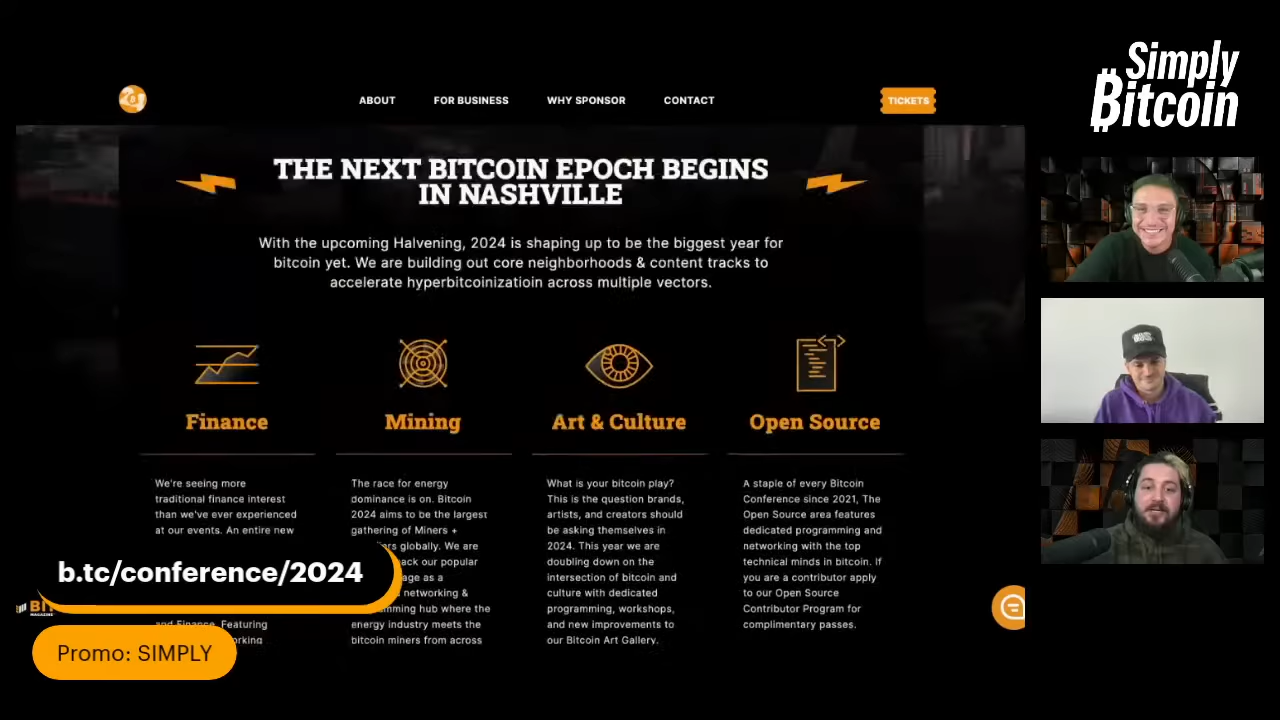 Simply
Bitcoin
ABOUT
FOR BUSINESS
WHY SPONSOR
CONTACT
TICKETS
THE NEXT BITCOIN EPOCH BEGINS
IN NASHVILLE
With the upcoming Halvening, 2024 is shaping up to be the biggest year for
bitcoin yet. We are building out core neighborhoods & content tracks to
accelerate hyperbitcoinizatioin across multiple vectors.
Finance
We're seeing more
traditional finance interest
than we've ever experienced
at our events. An entire new
and Finance. Featuring
Mining
The race for energy
dominance is on. Bitcoin
2024 aims to be the largest
gathering of Miners +
globally. We are
our popular
as a
networking &
hub where the
energy industry meets the
bitcoin miners from across
Art & Culture
What is your bitcoin play?
This is the question brands,
artists, and creators should
be asking themselves in
2024. This year we are
doubling down on the
intersection of bitcoin and
culture with dedicated
programming, workshops,
and new improvements to
our Bitcoin Art Gallery.
Open Source
A staple of every Bitcoin
Conference since 2021, The
Open Source area features
dedicated programming and
networking with the top
technical minds in bitcoin. If
you are a contributor apply
to our Open Source
Contributor Program for
complimentary passes.
b.tc/conference/2024
Promo: SIMPLY